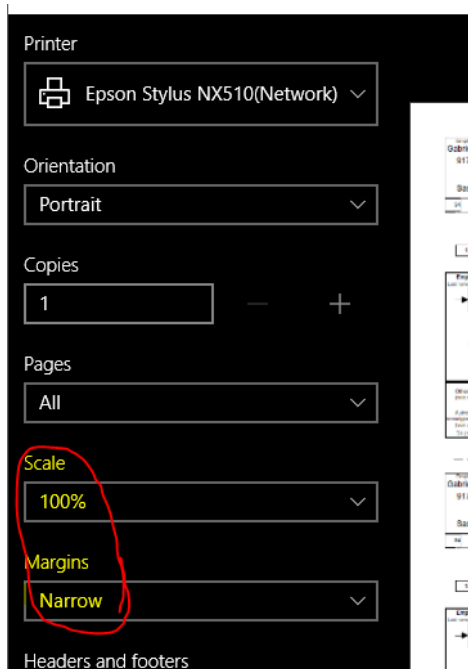 Printer
Epson Stylus NX510(Network)
Orientation
Portrait
Copies
1
Pages
All
Scale
100%
Margins
Narrow
Headers and footers